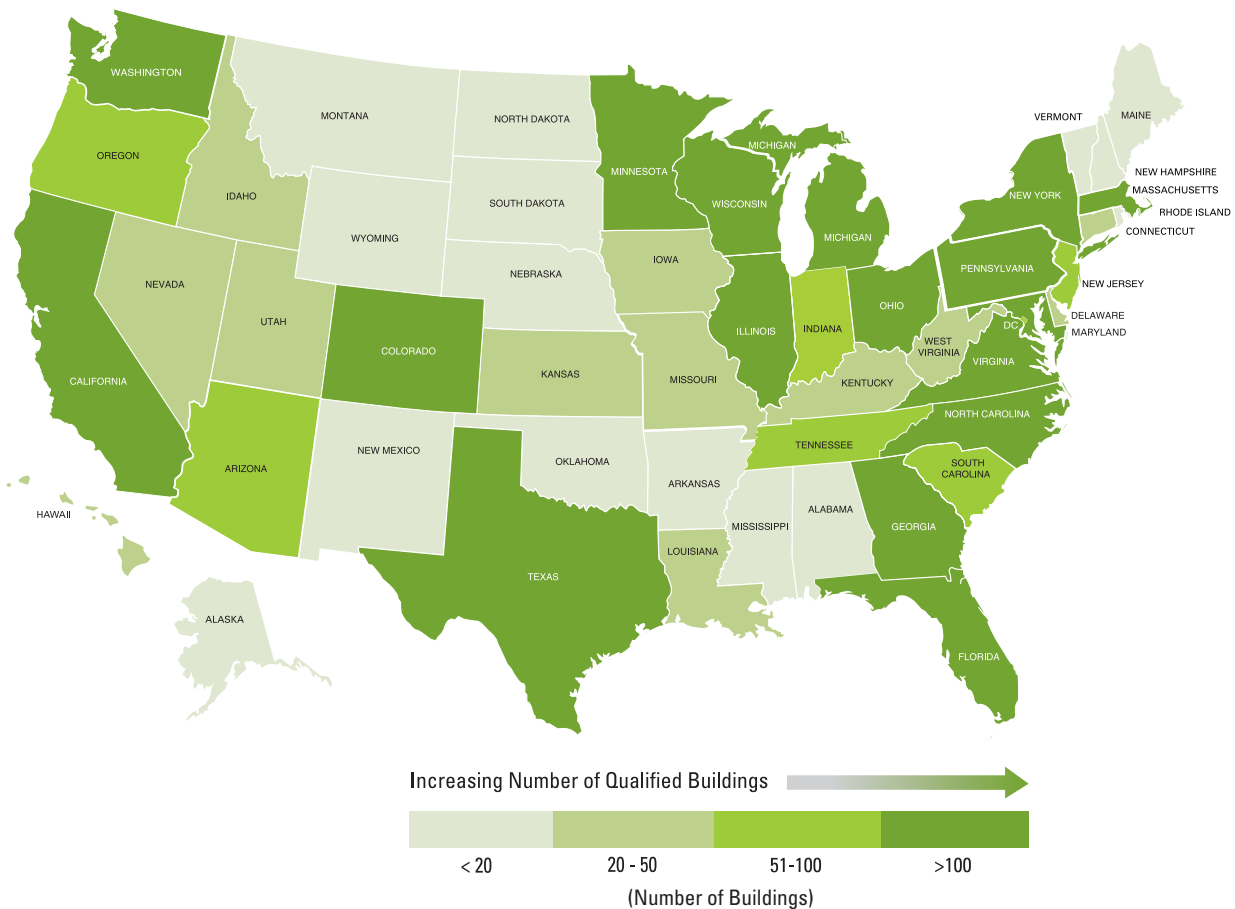 WASHINGTON
MONTANA
NORTH DAKOTA
MINNESOTA
MICHIGAN
VERMONT
MAINE
OREGON
IDAHO
SOUTH DAKOTA
WISCONSIN
MICHIGAN
NEW YORK
NEW HAMPSHIRE
MASSACHUSETTS
RHODE ISLAND
CONNECTICUT
WYOMING
NEBRASKA
IOWA
PENNSYLVANIA
NEW JERSEY
NEVADA
UTAH
COLORADO
KANSAS
MISSOURI
ILLINOIS
INDIANA
OHIO
WEST
VIRGINIA
DC
DELAWARE
MARYLAND
CALIFORNIA
KENTUCKY
VIRGINIA
ARIZONA
NEW MEXICO
OKLAHOMA
ARKANSAS
TENNESSEE
NORTH CAROLINA
SOUTH
CAROLINA
HAWAII
TEXAS
LOUISIANA
MISSISSIPPI
ALABAMA
GEORGIA
ALASKA
FLORIDA
Increasing Number of Qualified Buildings
< 20
20 - 50
51-100
>100
(Number of Buildings)